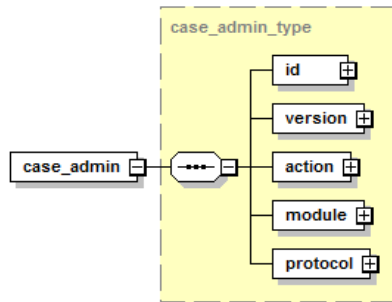 case_admin_type
id
version
case_admin
action
module
protocol